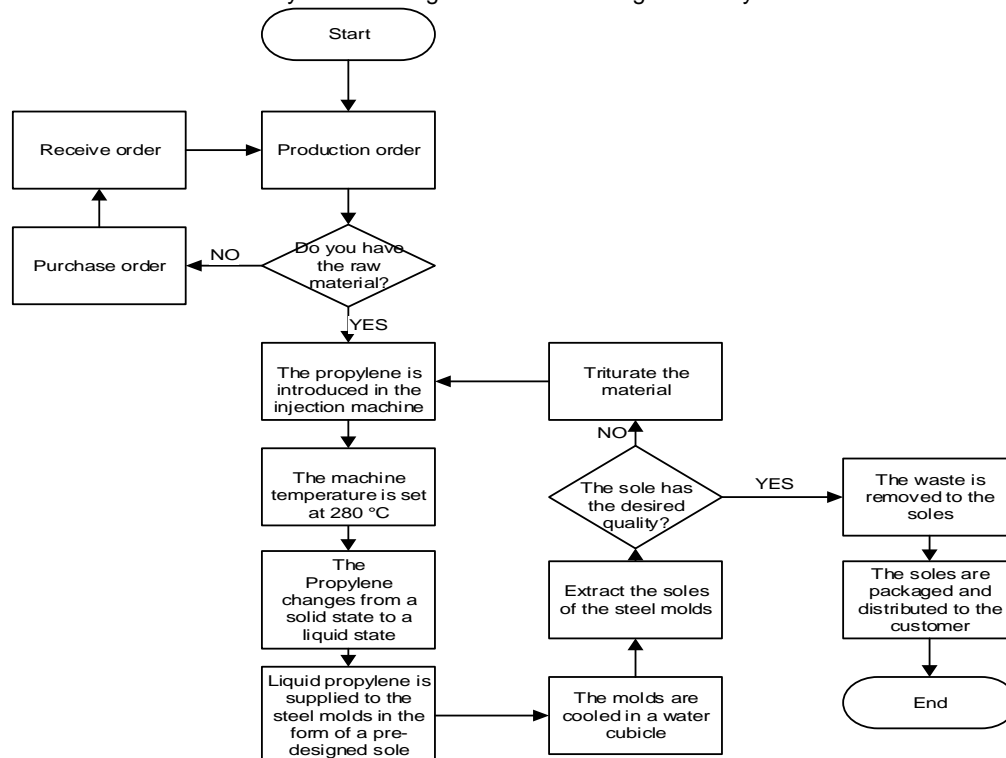 Start
Receive order
Production order
Purchase order
NO
Do you have
the raw
material?
YES
The propylene is
introduced in the
injection machine
Triturate the
material
The machine
temperature is set
at 280 °C
NO
The sole has
the desired
quality?
YES
The waste is
removed to the
soles
The
Propylene
changes from a
solid state to a
liquid state
Extract the soles
of the steel molds
The soles are
packaged and
distributed to the
customer
Liquid propylene is
supplied to the
steel molds in the
form of a pre-
designed sole
The molds are
cooled in a water
cubicle
End